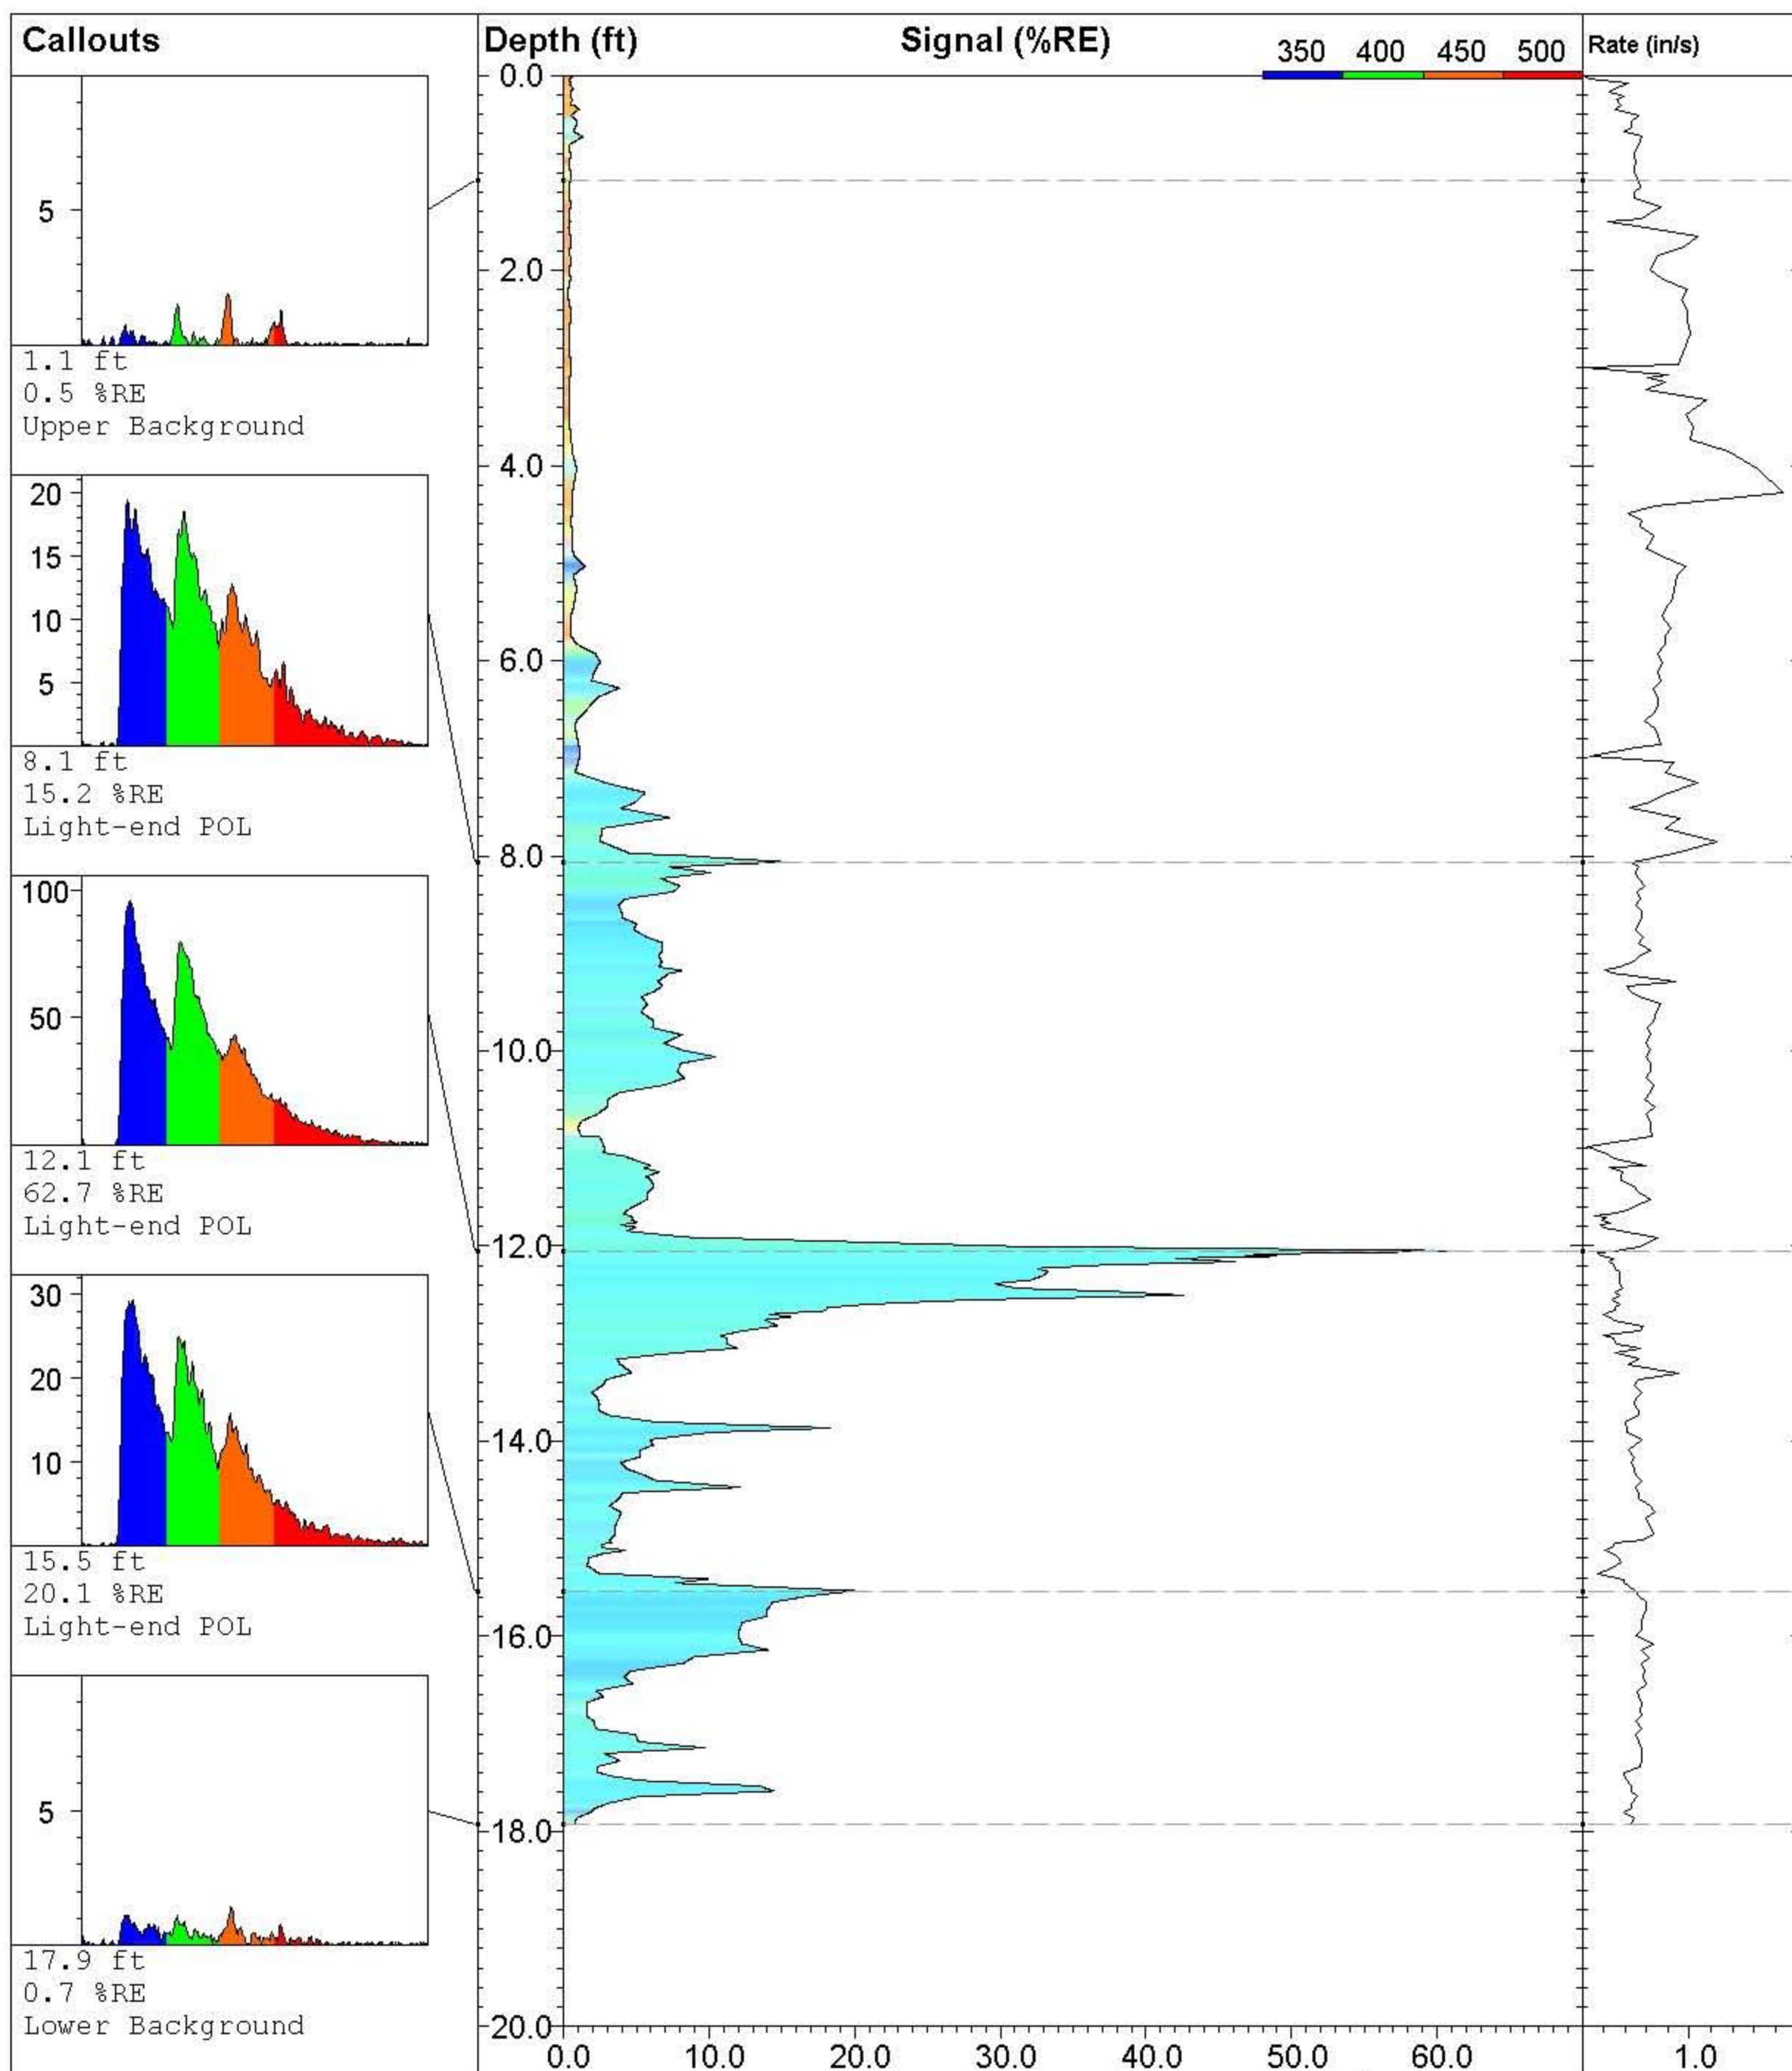 Callouts
Depth (ft)
Signal (%RE)
350 400 450 500
Rate (in/s)
5
1.1 ft
0.5 %RE
Upper Background
20
15
10
5
8.1 ft
15.2 %RE
Light-end POL
100
50
12.1 ft
62.7 %RE
Light-end POL
30
20
10
15.5 ft
20.1 %RE
Light-end POL
5
17.9 ft
0.7 %RE
Lower Background
0.0
2.0
4.0
6.0
8.0
10.0
12.0
14.0
16.0
18.0
20.0
0.0 10.0 20.0 30.0 40.0 50.0 60.0
1.0